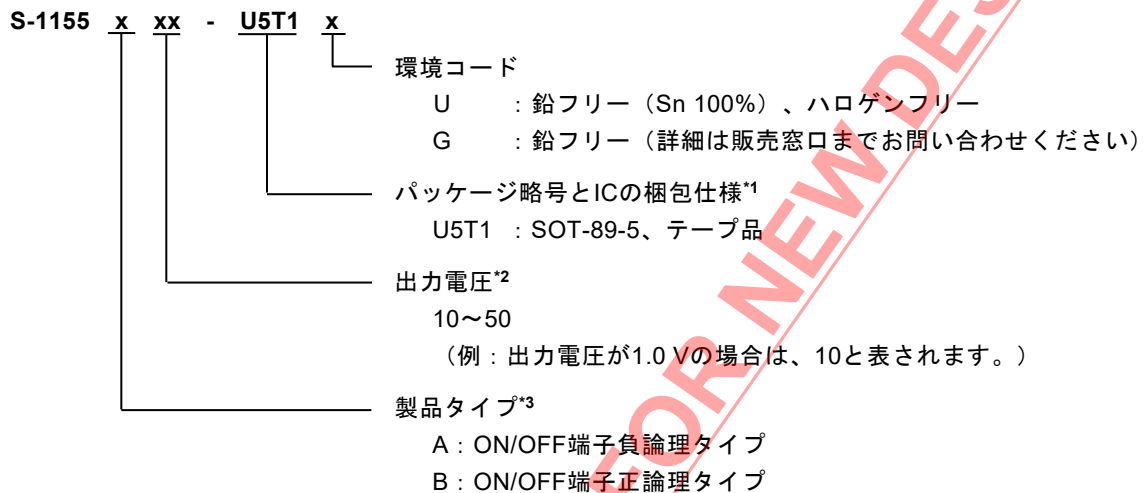 S-1155 x xx - U5T1 x
環境コード
U : 鉛フリー（Sn 100%）、ハロゲンフリー
G : 鉛フリー（詳細は販売窓口までお問い合わせください）
パッケージ略号とICの梱包仕様*1
U5T1 : SOT-89-5、テープ品
出力電圧*2
10～50
（例：出力電圧が1.0 Vの場合は、10と表されます。）
製品タイプ*3
A：ON/OFF端子負論理タイプ
B：ON/OFF端子正論理タイプ
FOR NEW DES